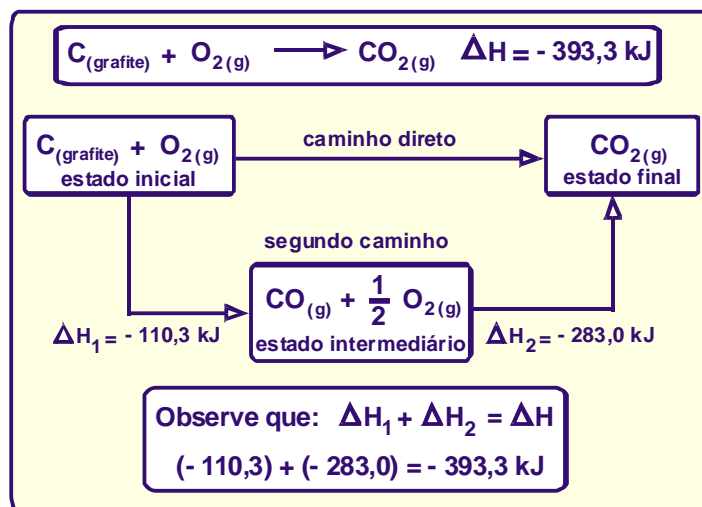 C(grafite) + O2(g) → CO2(g) ΔH = - 393,3 kJ
C(grafite) + O2(g)
estado inicial
caminho direto
CO2(g)
estado final
segundo caminho
CO(g) + 1/2 O2(g)
estado intermediário
ΔH1 = - 110,3 kJ
ΔH2 = - 283,0 kJ
Observe que: ΔH1 + ΔH2 = ΔH
(- 110,3) + (- 283,0) = - 393,3 kJ